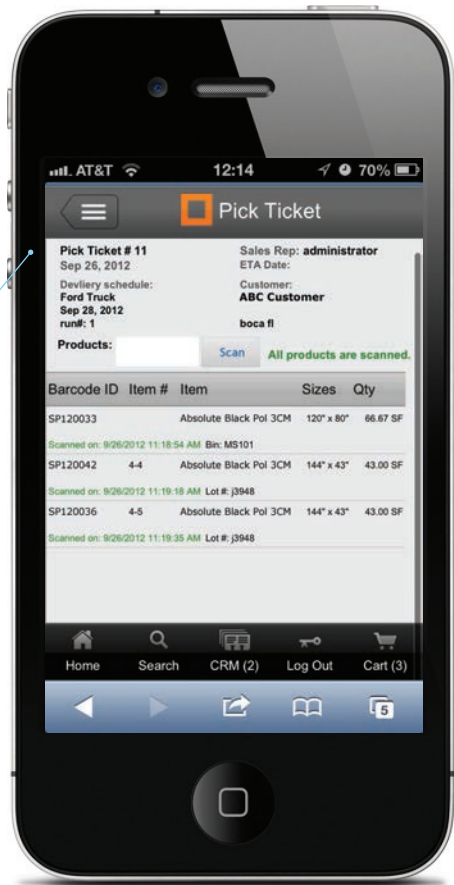 AT&T 12:14 70%
Pick Ticket
Pick Ticket # 11 Sales Rep: administrator
Sep 26, 2012 ETA Date:
Devliery schedule: Customer:
Ford Truck ABC Customer
Sep 28, 2012
run#: 1 boca fl
Products: Scan All products are scanned.
Barcode ID Item # Item Sizes Qty
SP120033 Absolute Black Pol 3CM 120" x 80" 66.67 SF
Scanned on: 9/26/2012 11:18:54 AM Bin: MS101
SP120042 4-4 Absolute Black Pol 3CM 144" x 43" 43.00 SF
Scanned on: 9/26/2012 11:19:18 AM Lot #: j3948
SP120036 4-5 Absolute Black Pol 3CM 144" x 43" 43.00 SF
Scanned on: 9/26/2012 11:19:35 AM Lot #: j3948
Home Search CRM (2) Log Out Cart (3)
5